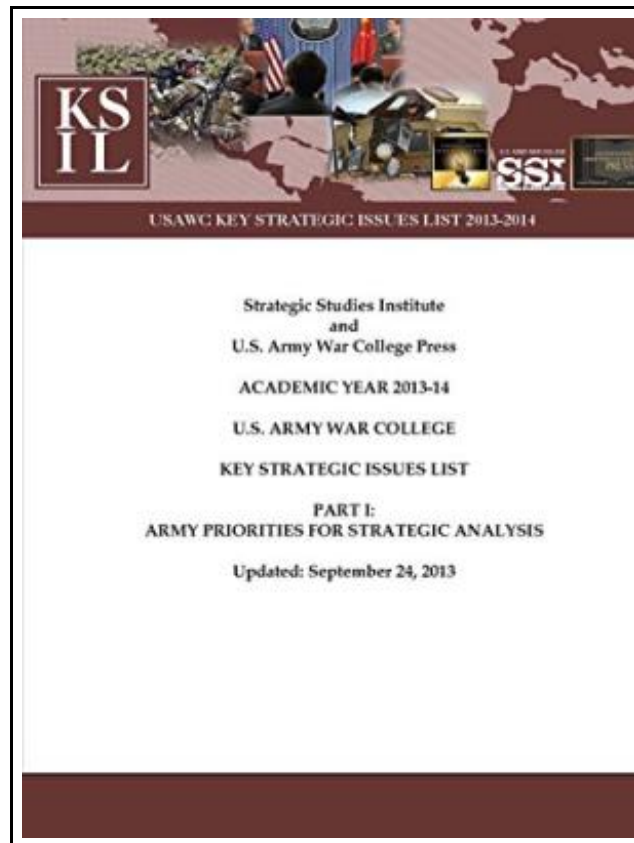 KS
IL
SSI
USAWC KEY STRATEGIC ISSUES LIST 2013-2014
Strategic Studies Institute
and
U.S. Army War College Press
ACADEMIC YEAR 2013-14
U.S. ARMY WAR COLLEGE
KEY STRATEGIC ISSUES LIST
PART I:
ARMY PRIORITIES FOR STRATEGIC ANALYSIS
Updated: September 24, 2013